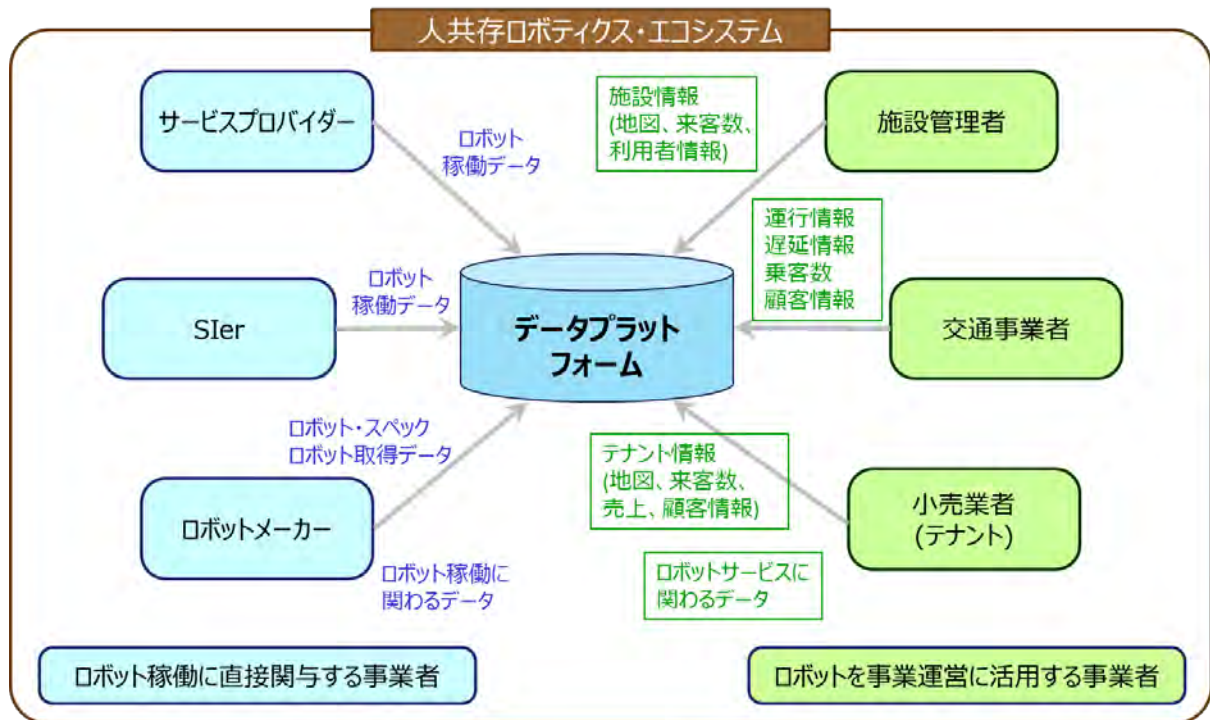 人共存ロボティクス・エコシステム
サービスプロバイダー
ロボット
稼働データ
施設情報
(地図、来客数、
利用者情報)
施設管理者
SIer
ロボット
稼働データ
データプラット
フォーム
運行情報
遅延情報
乗客数
顧客情報
交通事業者
ロボット・スペック
ロボット取得データ
ロボットメーカー
テナント情報
(地図、来客数、
売上、顧客情報)
小売業者
(テナント)
ロボット稼働に
関わるデータ
ロボットサービスに
関わるデータ
ロボット稼働に直接関与する事業者
ロボットを事業運営に活用する事業者